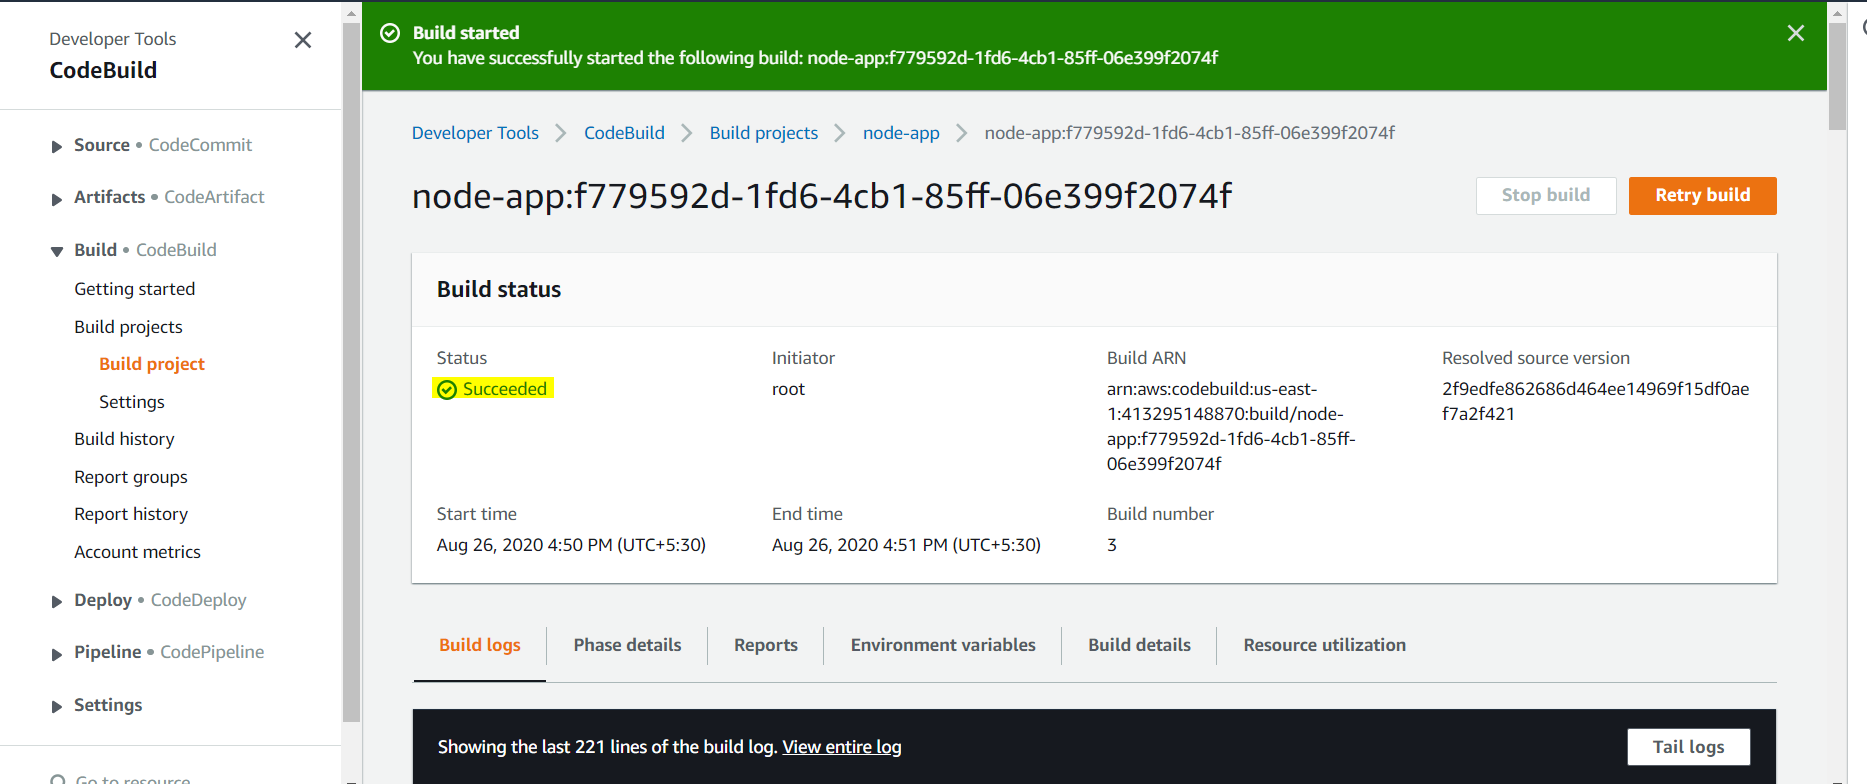 Developer Tools
CodeBuild
Source • CodeCommit
Artifacts • CodeArtifact
Build • CodeBuild
Getting started
Build projects
Build project
Settings
Build history
Report groups
Report history
Account metrics
Deploy • CodeDeploy
Pipeline • CodePipeline
Settings
Go to resource
Build started
You have successfully started the following build: node-app:f779592d-1fd6-4cb1-85ff-06e399f2074f
Developer Tools > CodeBuild > Build projects > node-app > node-app:f779592d-1fd6-4cb1-85ff-06e399f2074f
node-app:f779592d-1fd6-4cb1-85ff-06e399f2074f
Stop build
Retry build
Build status
Status
Succeeded
Initiator
root
Build ARN
arn:aws:codebuild:us-east-
1:413295148870:build/node-
app:f779592d-1fd6-4cb1-85ff-
06e399f2074f
Resolved source version
2f9edfe862686d464ee14969f15df0ae
f7a2f421
Start time
Aug 26, 2020 4:50 PM (UTC+5:30)
End time
Aug 26, 2020 4:51 PM (UTC+5:30)
Build number
3
Build logs
Phase details
Reports
Environment variables
Build details
Resource utilization
Showing the last 221 lines of the build log. View entire log
Tail logs